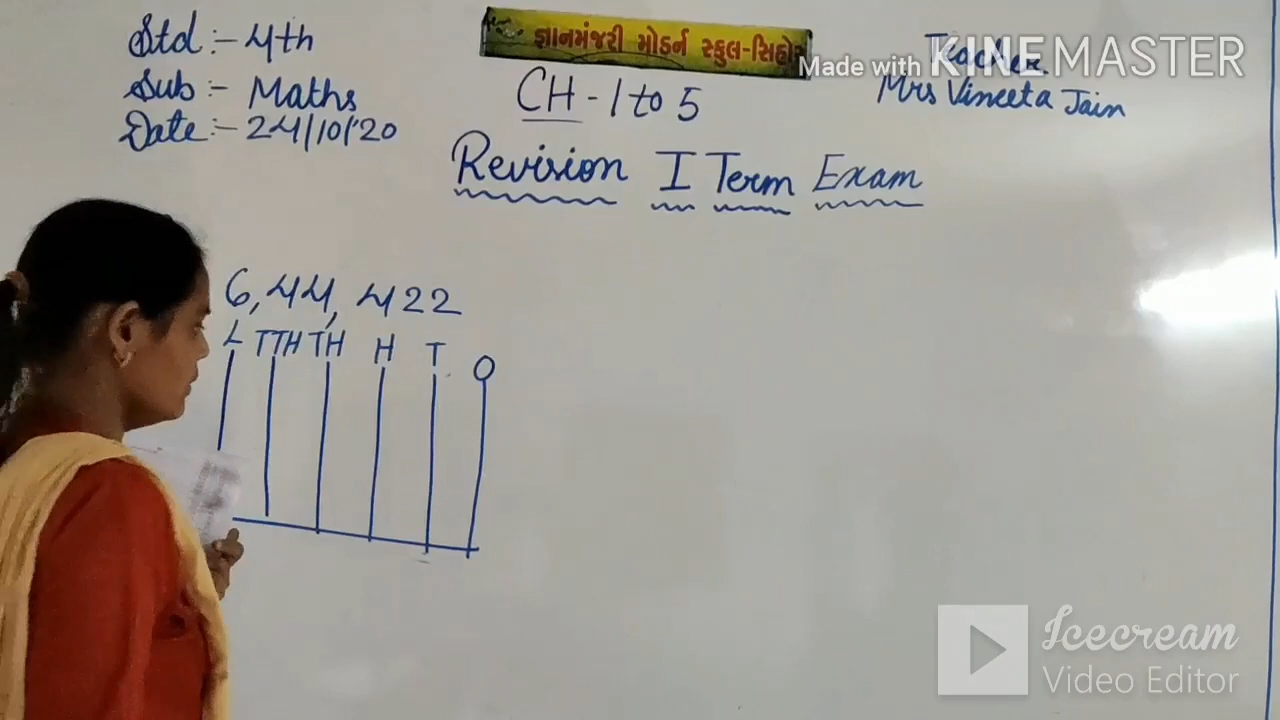 Std :- 4th
Sub :- Maths
Date :- 24/10/'20
જ્ઞાનમંજરી મોડર્ન સ્કુલ-સિહોર
CH - 1 to 5
Revision I Term Exam
Teacher
Mrs Vineeta Jain
Made with KINEMASTER
6,44,422
L TTH TH H T O
Icecream
Video Editor